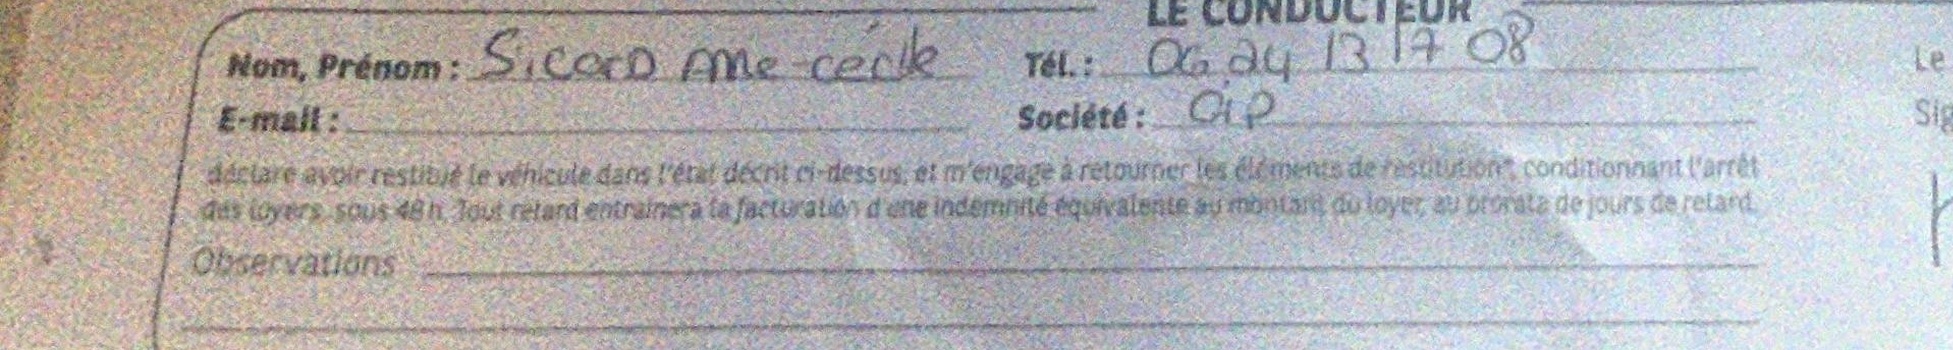 LE CONDUCTEUR
Nom, Prénom : Sicard Anne-cécile Tél. : 06 24 13 17 08 Le
E-mail : Société : OiP Sig
déclare avoir restitué le véhicule dans l'état décrit ci-dessus, et m'engage à retourner les éléments de restitution*, conditionnant l'arrêt
des loyers, sous 48h. Tout retard entrainera la facturation d'une indemnité équivalente au montant du loyer, au prorata de jours de retard.
Observations